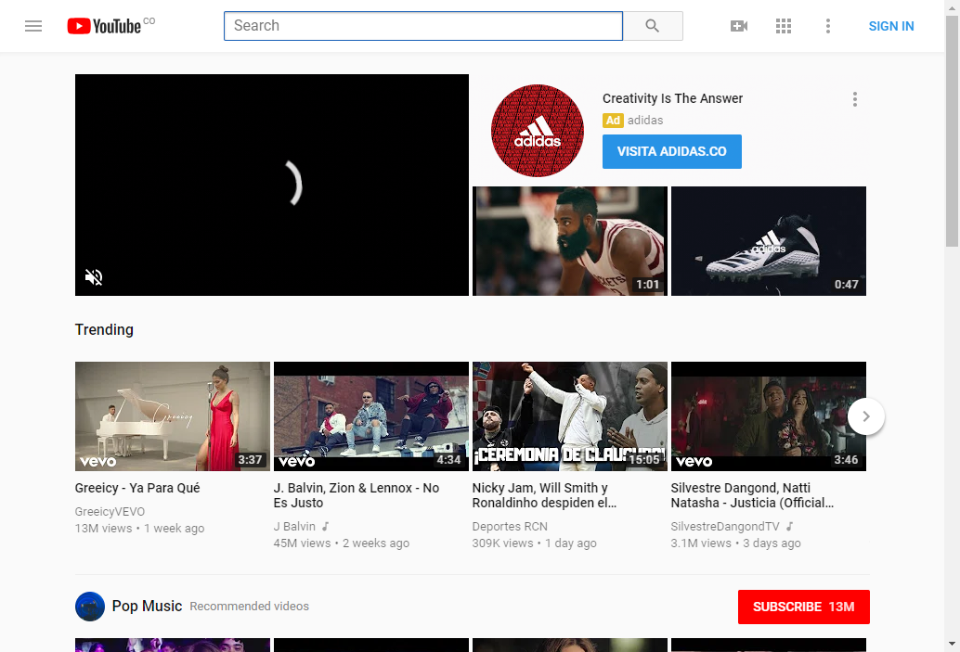 YouTube CO
Search
SIGN IN
Creativity Is The Answer
Ad adidas
VISITA ADIDAS.CO
adidas
adidas
1:01
0:47
Trending
Greeicy
vevo
3:37
vevo
4:34
¡CEREMONIA DE
15:05
vevo
3:46
Greeicy - Ya Para Qué
GreeicyVEVO
13M views • 1 week ago
J. Balvin, Zion & Lennox - No
Es Justo
J Balvin
45M views • 2 weeks ago
Nicky Jam, Will Smith y
Ronaldinho despiden el...
Deportes RCN
309K views • 1 day ago
Silvestre Dangond, Natti
Natasha - Justicia (Official...
SilvestreDangondTV
3.1M views • 3 days ago
Pop Music Recommended videos
SUBSCRIBE 13M